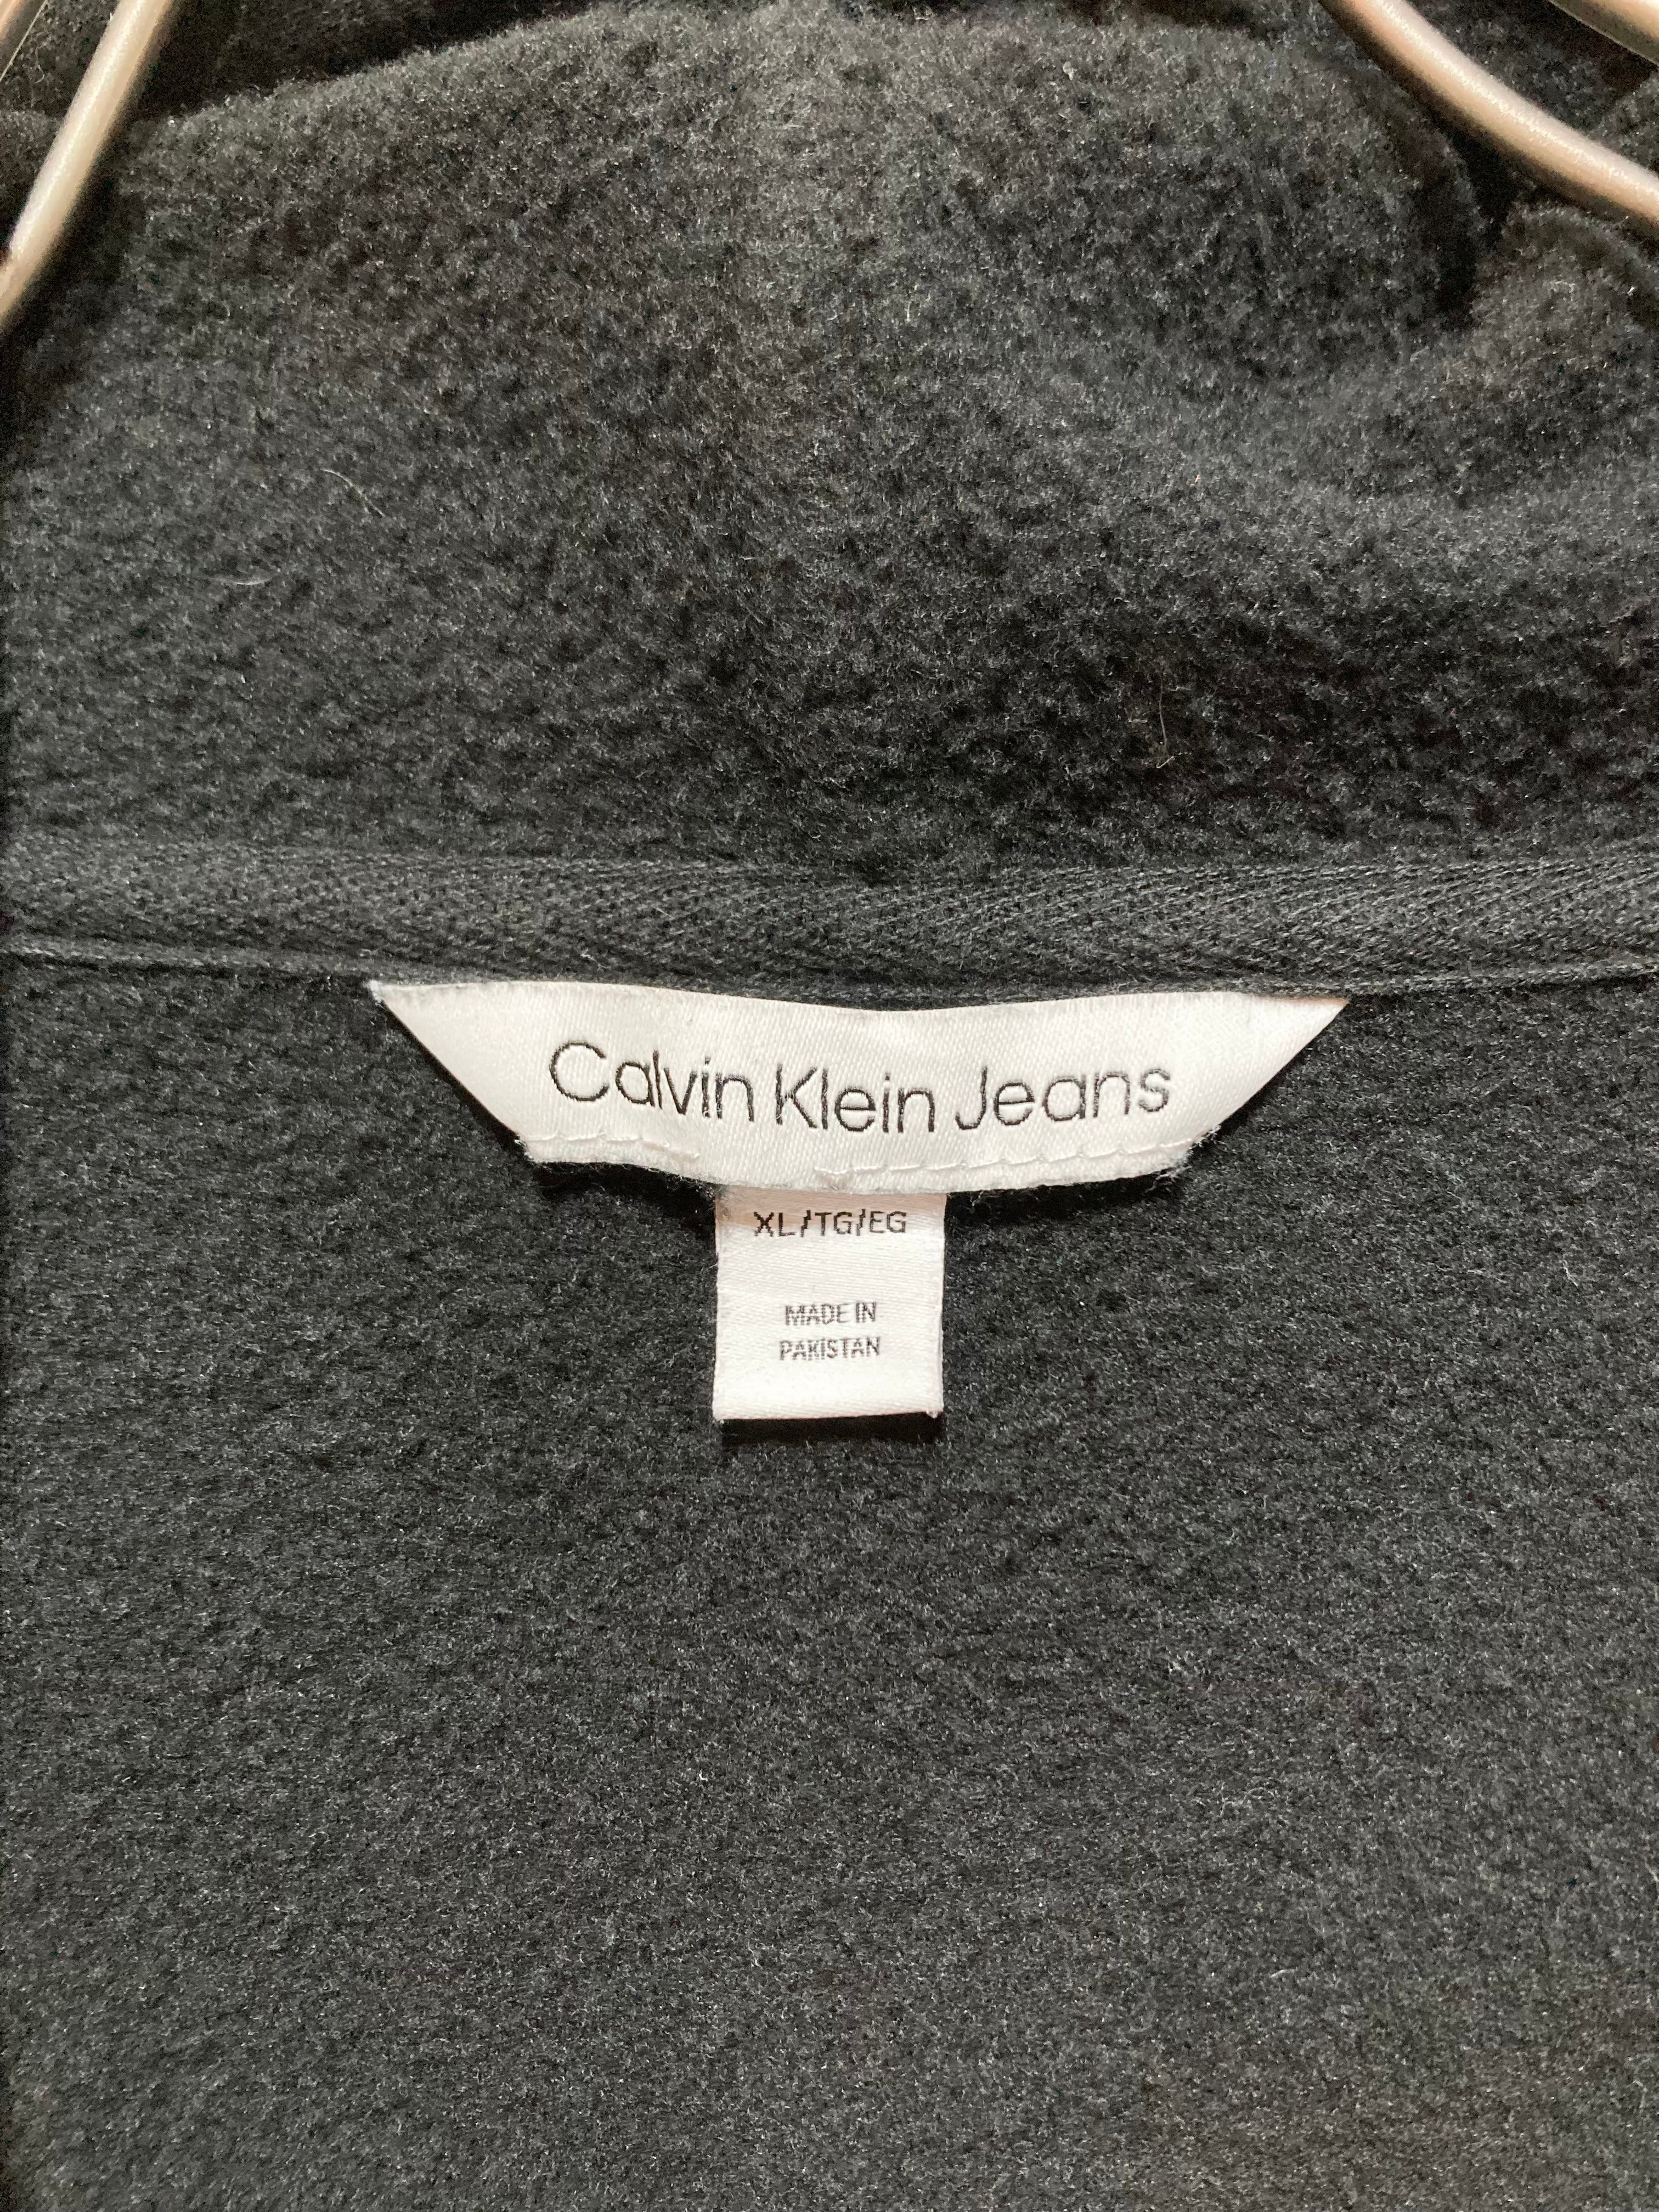 Calvin Klein Jeans
XL/TG/EG
MADE IN
PAKISTAN